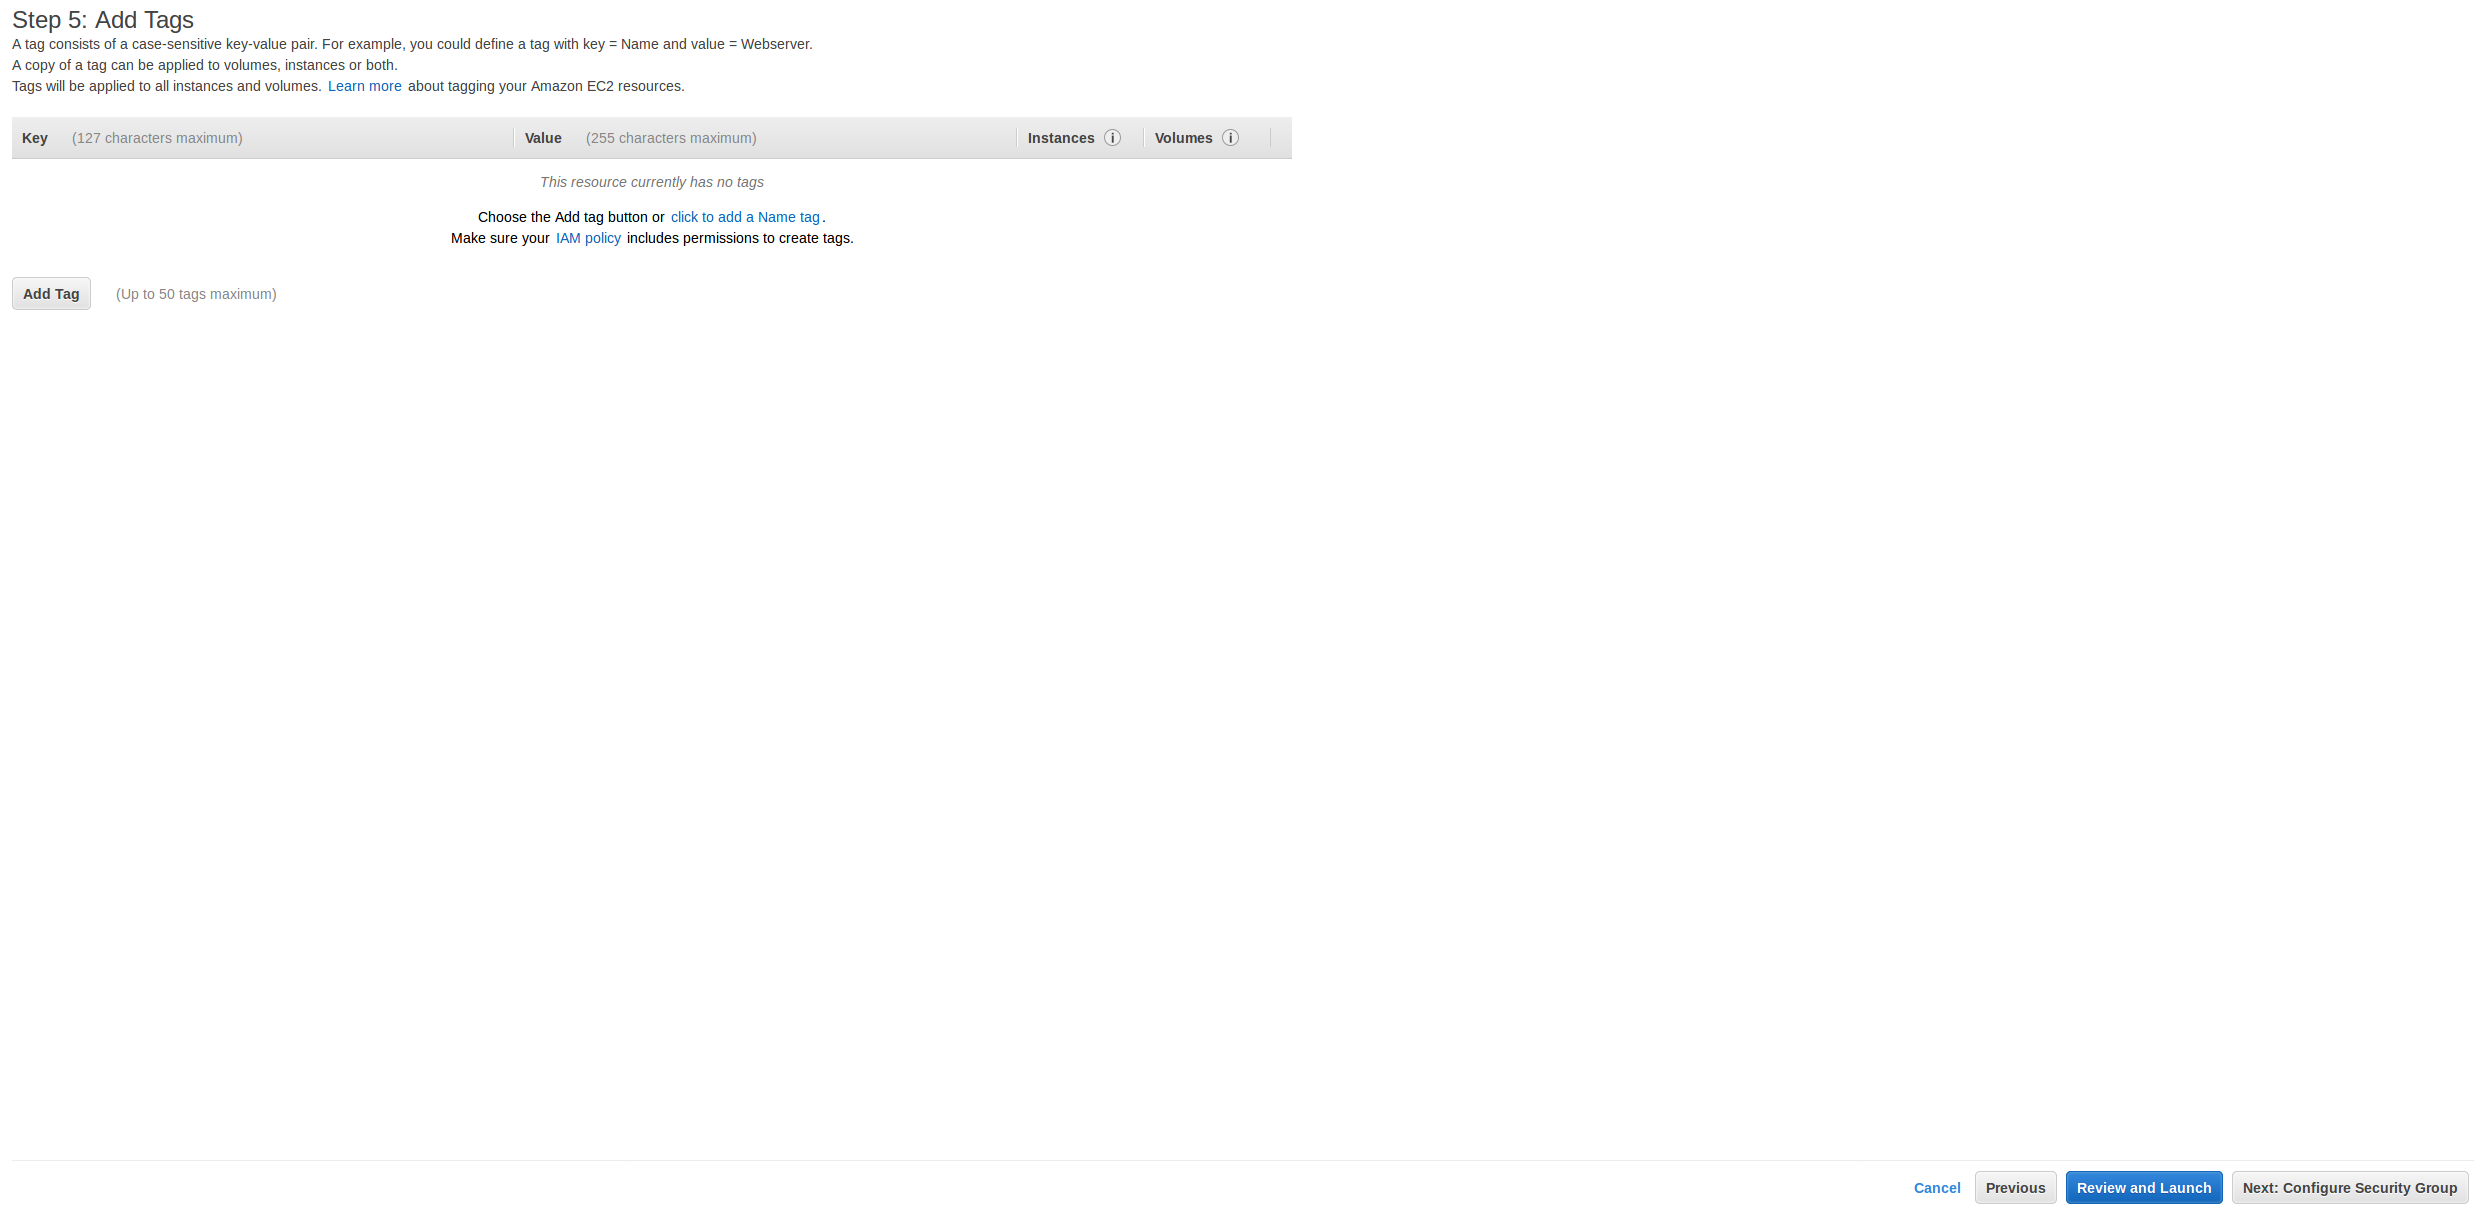 Step 5: Add Tags
A tag consists of a case-sensitive key-value pair. For example, you could define a tag with key = Name and value = Webserver.
A copy of a tag can be applied to volumes, instances or both.
Tags will be applied to all instances and volumes. Learn more about tagging your Amazon EC2 resources.
Key (127 characters maximum) Value (255 characters maximum) Instances i Volumes i
This resource currently has no tags
Choose the Add tag button or click to add a Name tag.
Make sure your IAM policy includes permissions to create tags.
Add Tag (Up to 50 tags maximum)
Cancel Previous Review and Launch Next: Configure Security Group